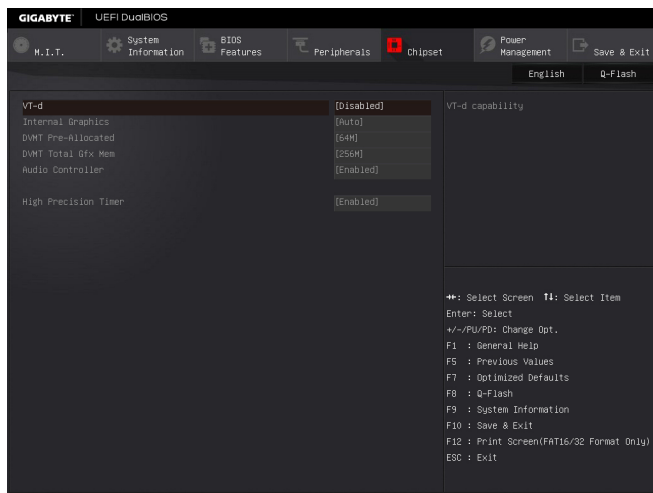 GIGABYTE™ UEFI DualBIOS
M.I.T.
System Information
BIOS Features
Peripherals
Chipset
Power Management
Save & Exit
English Q-Flash
VT-d [Disabled]
Internal Graphics [Auto]
DVMT Pre-Allocated [64M]
DVMT Total Gfx Mem [256M]
Audio Controller [Enabled]
High Precision Timer [Enabled]
VT-d capability
→←: Select Screen ↑↓: Select Item
Enter: Select
+/-/PU/PD: Change Opt.
F1 : General Help
F5 : Previous Values
F7 : Optimized Defaults
F8 : Q-Flash
F9 : System Information
F10 : Save & Exit
F12 : Print Screen(FAT16/32 Format Only)
ESC : Exit